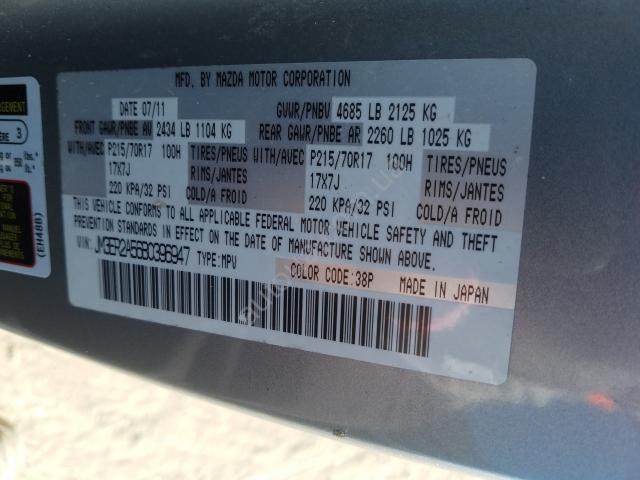 MFD. BY MAZDA MOTOR CORPORATION
DATE 07/11 GVWR/PNBV 4685 LB 2125 KG
FRONT GAWR/PNBE AV 2434 LB 1104 KG REAR GAWR/PNBE AR 2260 LB 1025 KG
WITH/AVEC P215/70R17 100H TIRES/PNEUS WITH/AVEC P215/70R17 100H TIRES/PNEUS
17X7J RIMS/JANTES 17X7J RIMS/JANTES
220 KPA/32 PSI COLD/A FROID 220 KPA/32 PSI COLD/A FROID
THIS VEHICLE CONFORMS TO ALL APPLICABLE FEDERAL MOTOR VEHICLE SAFETY AND THEFT
PREVENTION STANDARDS IN EFFECT ON THE DATE OF MANUFACTURE SHOWN ABOVE.
VIN: JM3ER2A56B0396947 TYPE:MPV
COLOR CODE:38P MADE IN JAPAN
3
(EH48B)